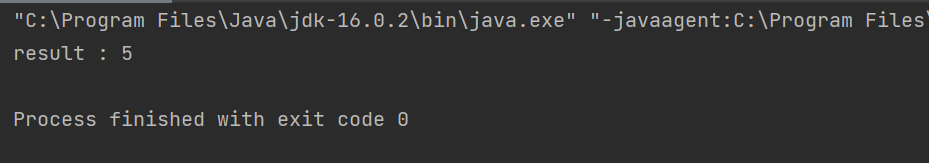 "C:\Program Files\Java\jdk-16.0.2\bin\java.exe" "-javaagent:C:\Program Files\
result : 5
Process finished with exit code 0